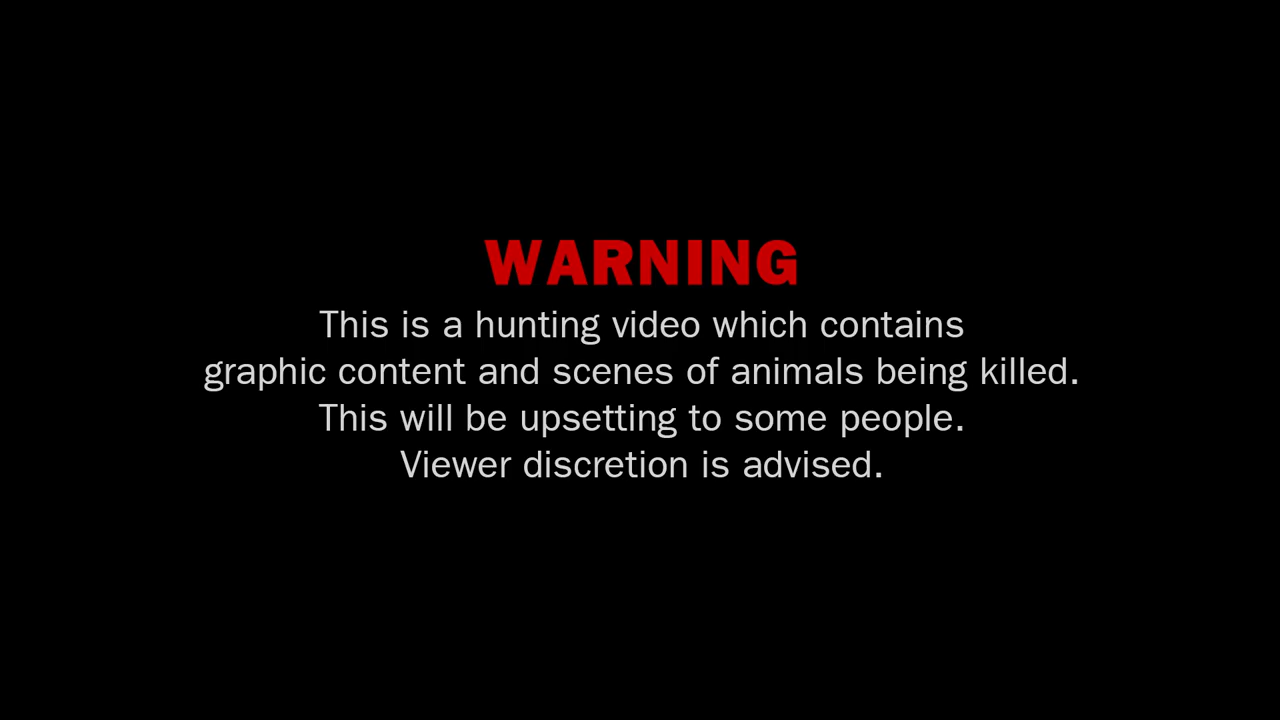 WARNING
This is a hunting video which contains
graphic content and scenes of animals being killed.
This will be upsetting to some people.
Viewer discretion is advised.